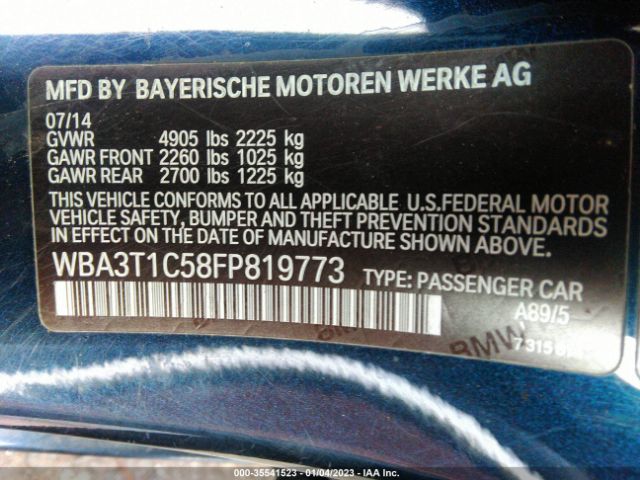 MFD BY BAYERISCHE MOTOREN WERKE AG
07/14
GVWR 4905 lbs 2225 kg
GAWR FRONT 2260 lbs 1025 kg
GAWR REAR 2700 lbs 1225 kg
THIS VEHICLE CONFORMS TO ALL APPLICABLE U.S.FEDERAL MOTOR
VEHICLE SAFETY, BUMPER AND THEFT PREVENTION STANDARDS
IN EFFECT ON THE DATE OF MANUFACTURE SHOWN ABOVE.
WBA3T1C58FP819773 TYPE: PASSENGER CAR
A89/5
BMW
000-35541523 - 01/04/2023 - IAA Inc.